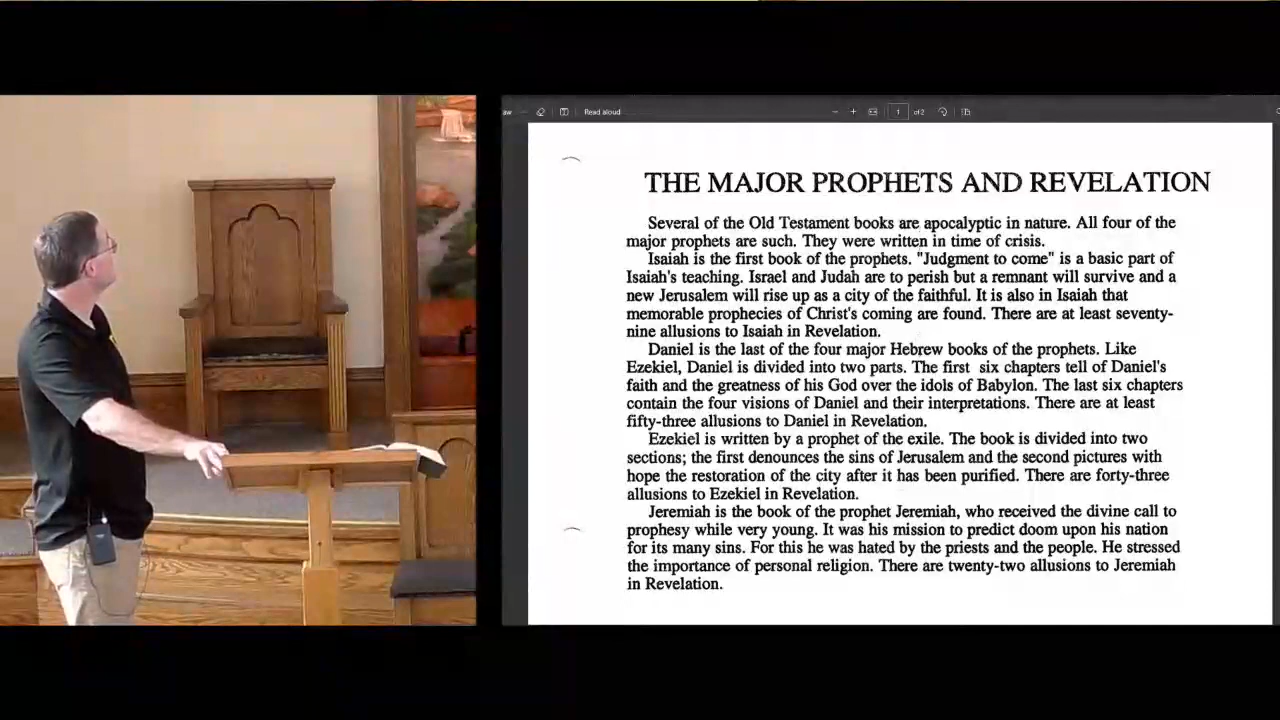 aw
Read aloud
1 of 2
THE MAJOR PROPHETS AND REVELATION
Several of the Old Testament books are apocalyptic in nature. All four of the
major prophets are such. They were written in time of crisis.
Isaiah is the first book of the prophets. "Judgment to come" is a basic part of
Isaiah's teaching. Israel and Judah are to perish but a remnant will survive and a
new Jerusalem will rise up as a city of the faithful. It is also in Isaiah that
memorable prophecies of Christ's coming are found. There are at least seventy-
nine allusions to Isaiah in Revelation.
Daniel is the last of the four major Hebrew books of the prophets. Like
Ezekiel, Daniel is divided into two parts. The first six chapters tell of Daniel's
faith and the greatness of his God over the idols of Babylon. The last six chapters
contain the four visions of Daniel and their interpretations. There are at least
fifty-three allusions to Daniel in Revelation.
Ezekiel is written by a prophet of the exile. The book is divided into two
sections; the first denounces the sins of Jerusalem and the second pictures with
hope the restoration of the city after it has been purified. There are forty-three
allusions to Ezekiel in Revelation.
Jeremiah is the book of the prophet Jeremiah, who received the divine call to
prophesy while very young. It was his mission to predict doom upon his nation
for its many sins. For this he was hated by the priests and the people. He stressed
the importance of personal religion. There are twenty-two allusions to Jeremiah
in Revelation.